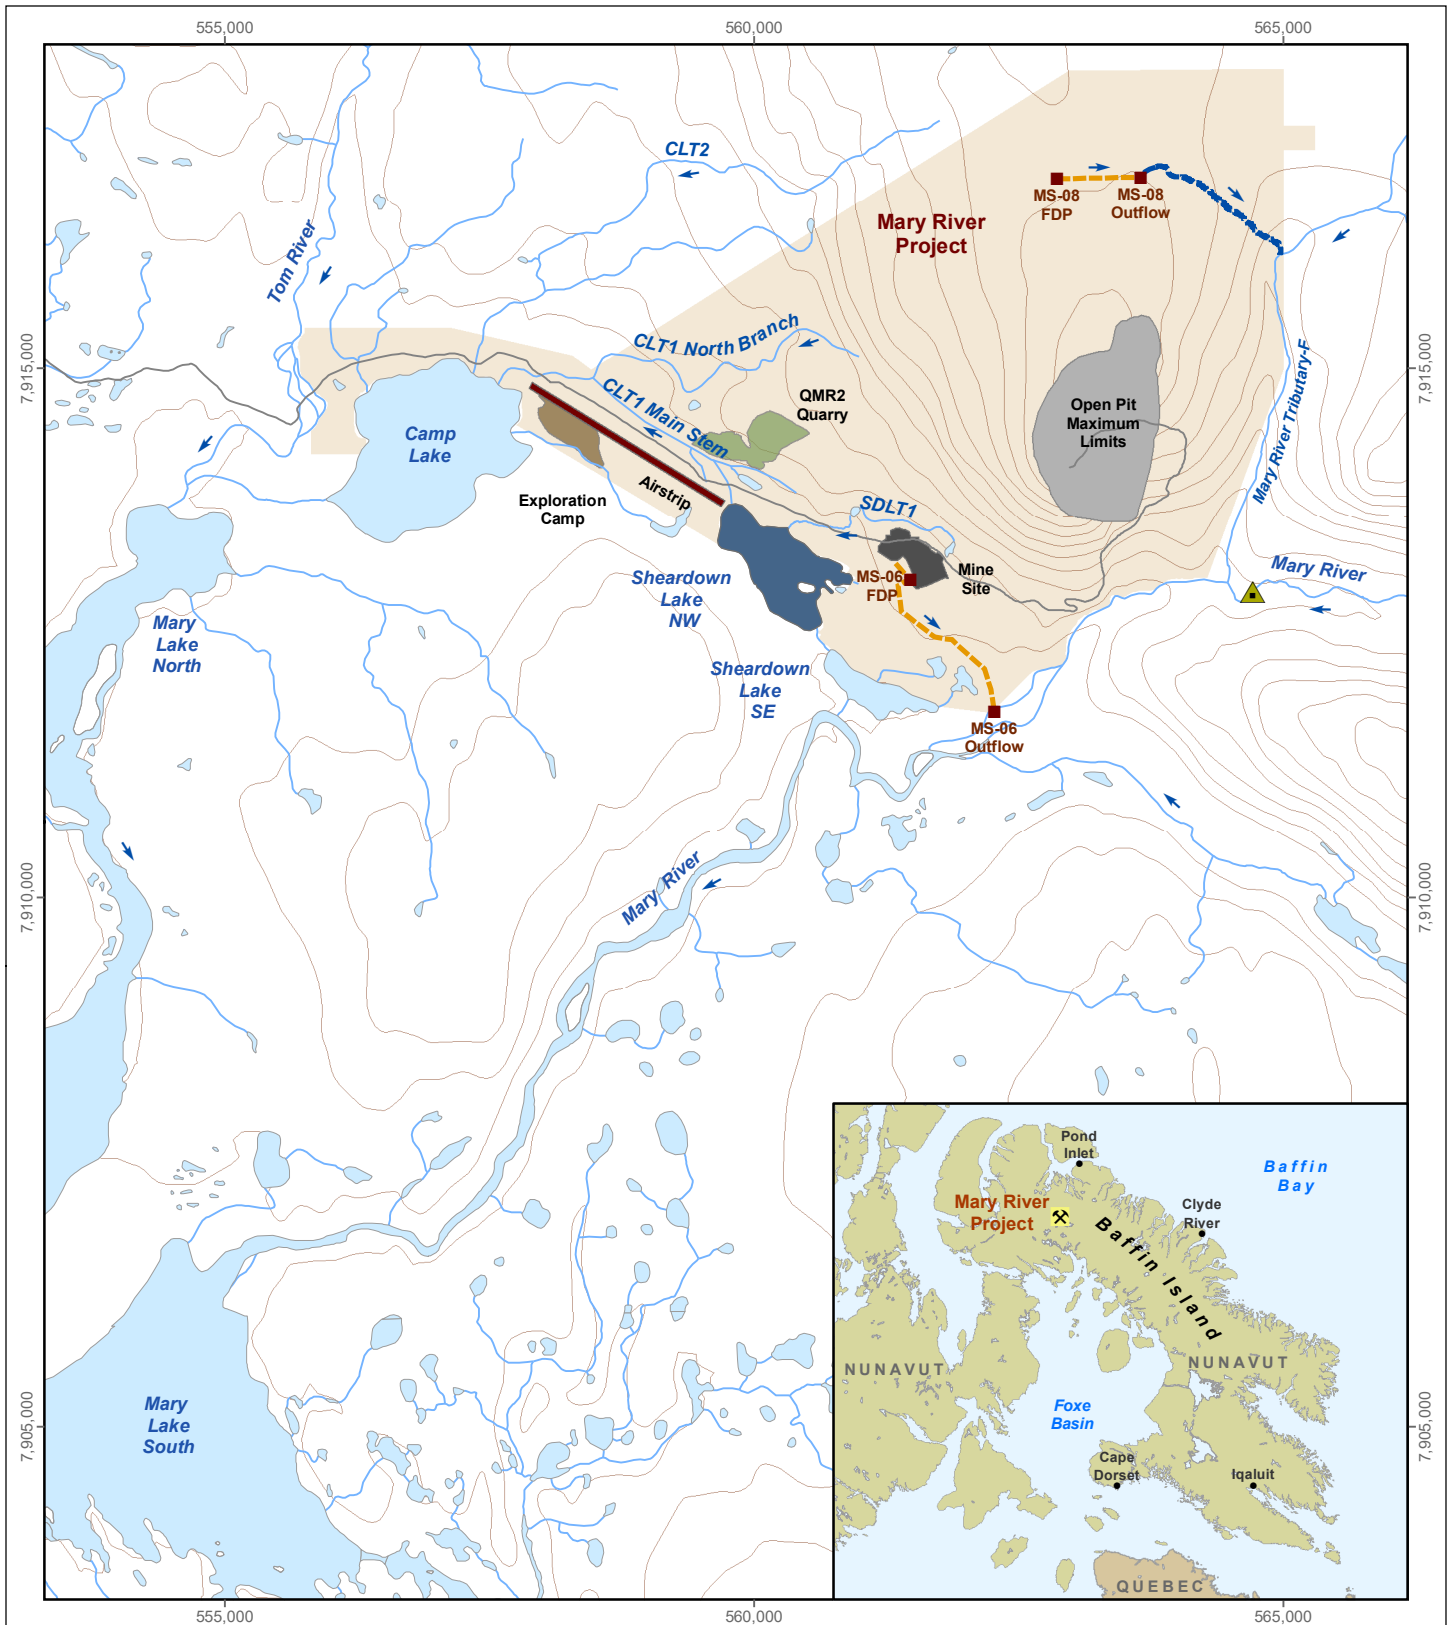 555,000
560,000
565,000
CLT2
MS-08
FDP
MS-08
Outflow
Mary River
Project
Tom River
CLT1 North Branch
7,915,000
7,915,000
Mary River Tributary-F
CLT1 Main Stem
QMR2
Quarry
Open Pit
Maximum
Limits
Camp
Lake
Airstrip
Exploration
Camp
SDLT1
Mine
Site
MS-06
FDP
Mary River
Sheardown
Lake
NW
Mary
Lake
North
Sheardown
Lake
SE
MS-06
Outflow
Mary River
7,910,000
7,910,000
Pond
Inlet
Baffin
Bay
Mary River
Project
Clyde
River
Baffin Island
NUNAVUT
NUNAVUT
Foxe
Basin
Mary
Lake
South
7,905,000
7,905,000
Cape
Dorset
Iqaluit
QUEBEC
555,000
560,000
565,000